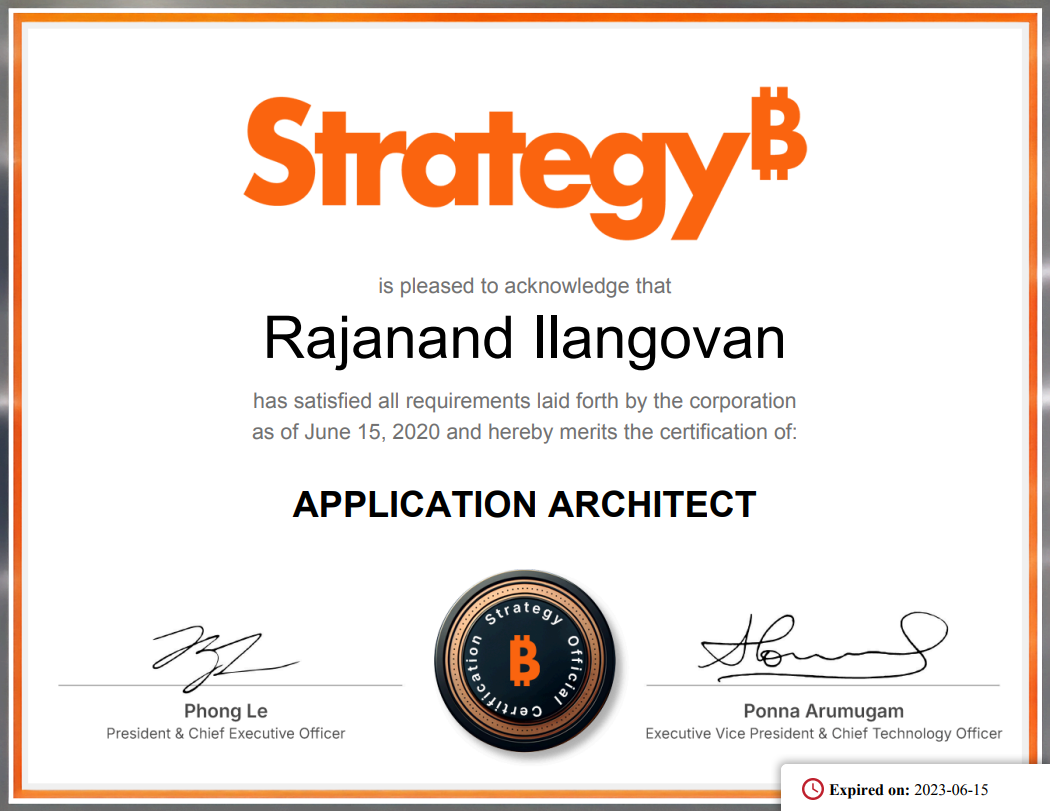 Strategy₿
is pleased to acknowledge that
Rajanand Ilangovan
has satisfied all requirements laid forth by the corporation
as of June 15, 2020 and hereby merits the certification of:
APPLICATION ARCHITECT
Strategy Official Certification
₿
Phong Le
President & Chief Executive Officer
Ponna Arumugam
Executive Vice President & Chief Technology Officer
Expired on: 2023-06-15